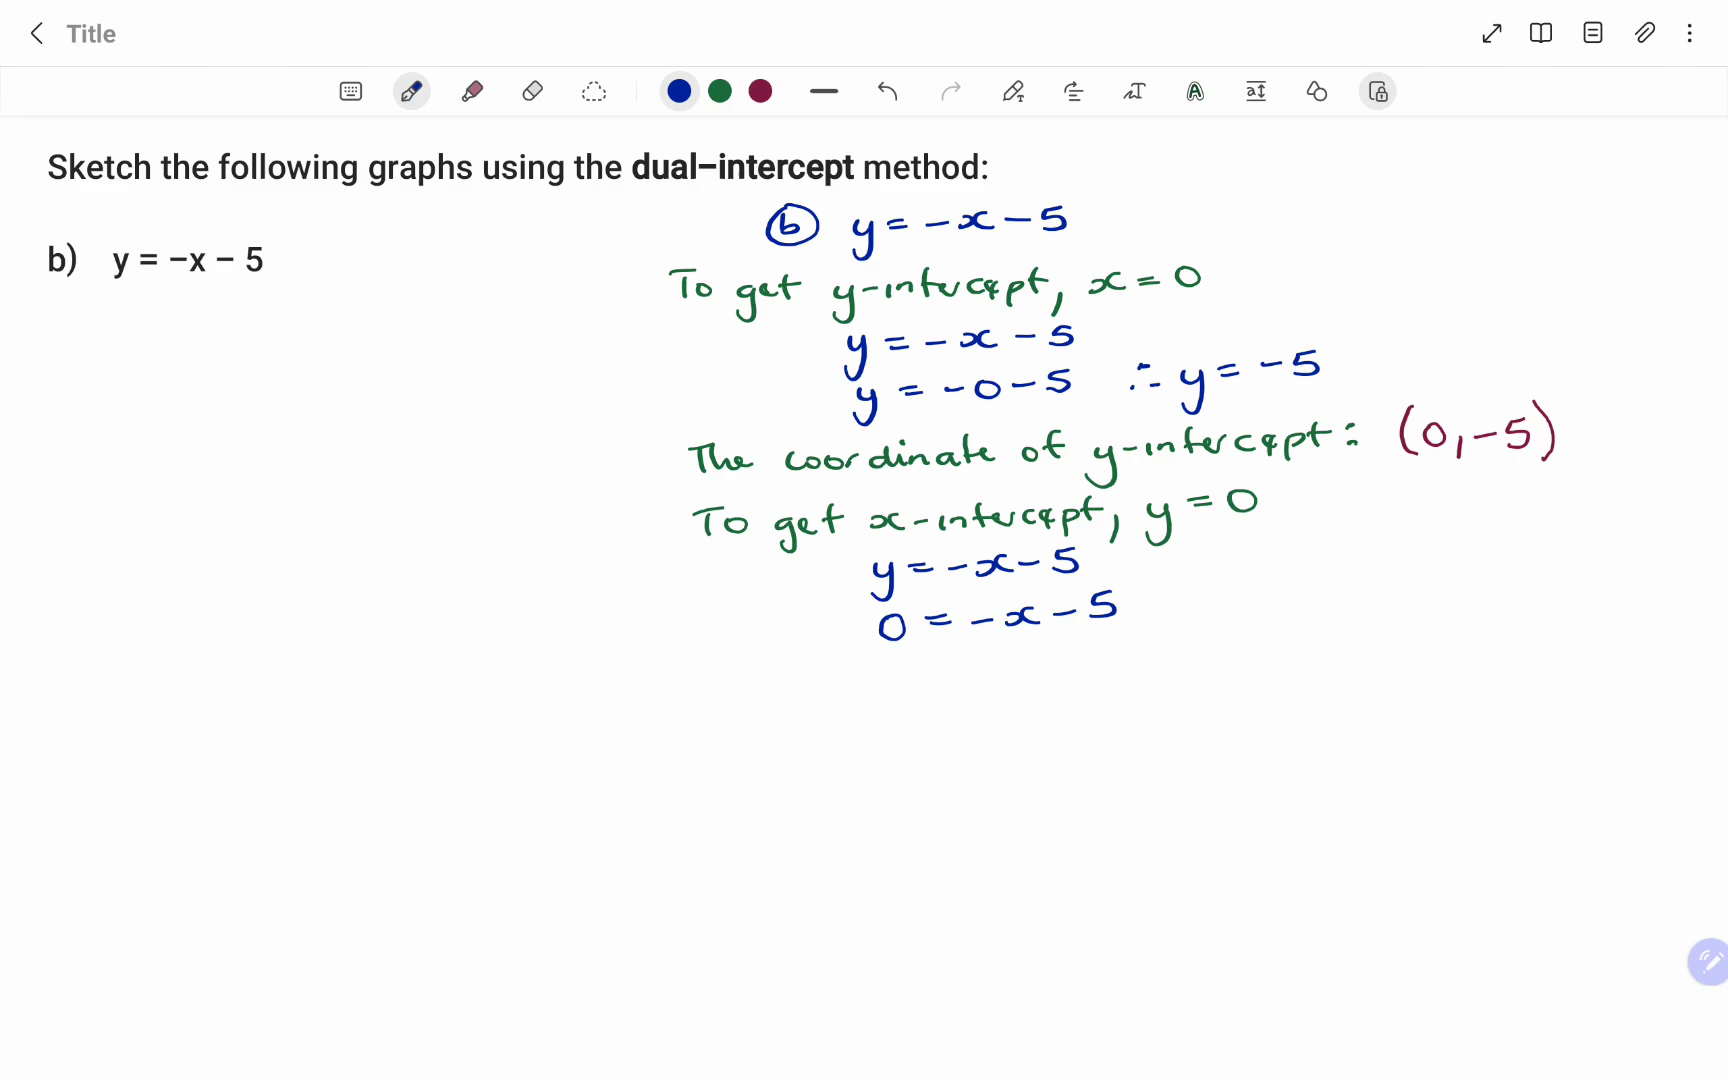 Title
Sketch the following graphs using the dual–intercept method:
b) y = –x – 5
b y = -x - 5
To get y-intercept, x = 0
y = -x - 5
y = -0 - 5 ∴ y = -5
The coordinate of y-intercept: (0, -5)
To get x-intercept, y = 0
y = -x - 5
0 = -x - 5